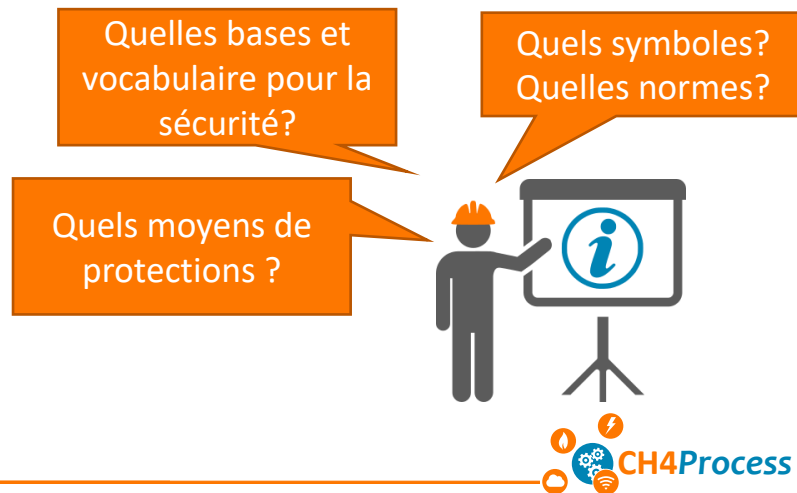 Quelles bases et
vocabulaire pour la
sécurité?
Quels symboles?
Quelles normes?
Quels moyens de
protections ?
i
CH4Process